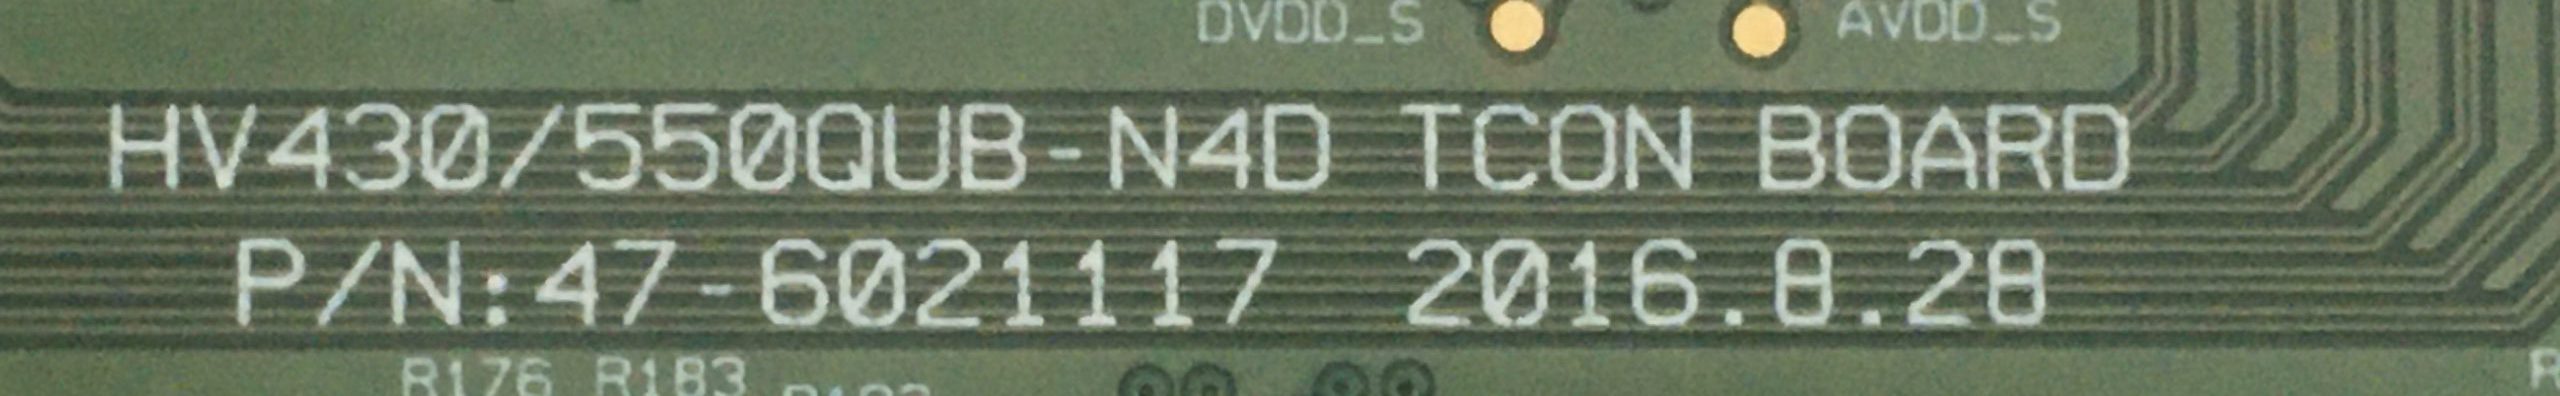 DVDD_S AVDD_S
HV430/550QUB-N4D TCON BOARD
P/N:47-6021117 2016.8.28
R176 R183